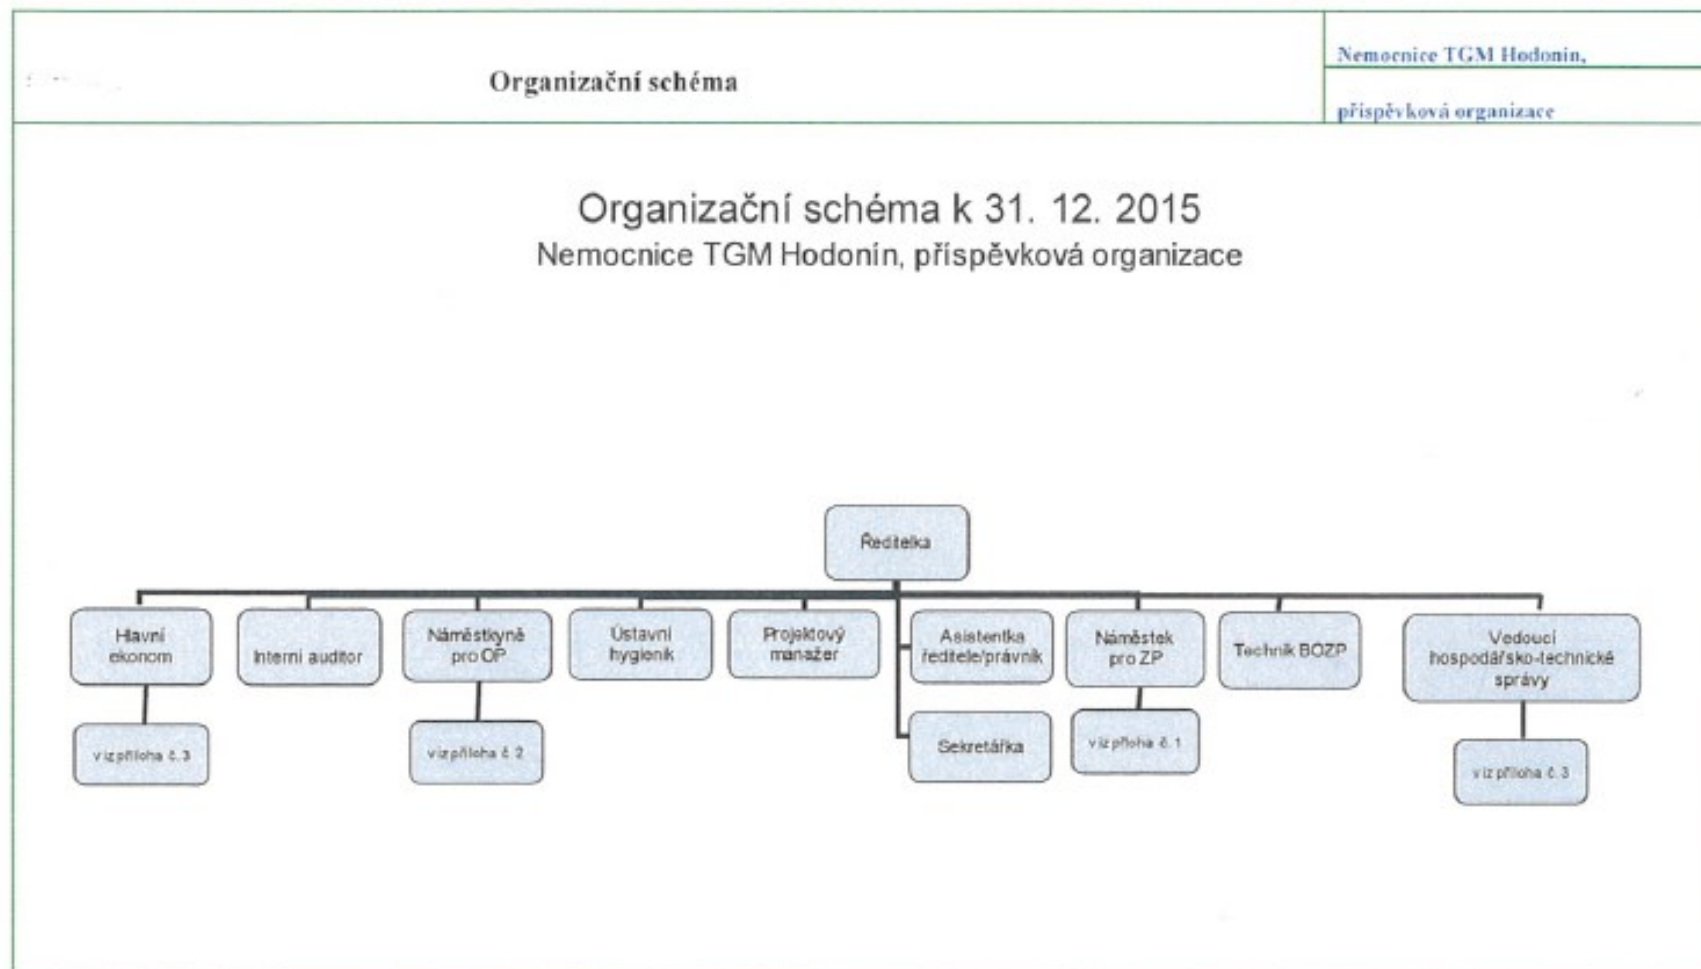 Organizační schéma
Nemocnice TGM Hodonín,
příspěvková organizace
Organizační schéma k 31. 12. 2015
Nemocnice TGM Hodonín, příspěvková organizace
Ředitelka
Hlavní
ekonom
Interní auditor
Náměstkyně
pro OP
Ústavní
hygienik
Projektový
manažer
Asistentka
ředitele/právník
Náměstek
pro ZP
Technik BOZP
Vedoucí
hospodářsko-technické
správy
viz příloha č. 3
viz příloha č. 2
Sekretářka
viz příloha č. 1
viz příloha č. 3